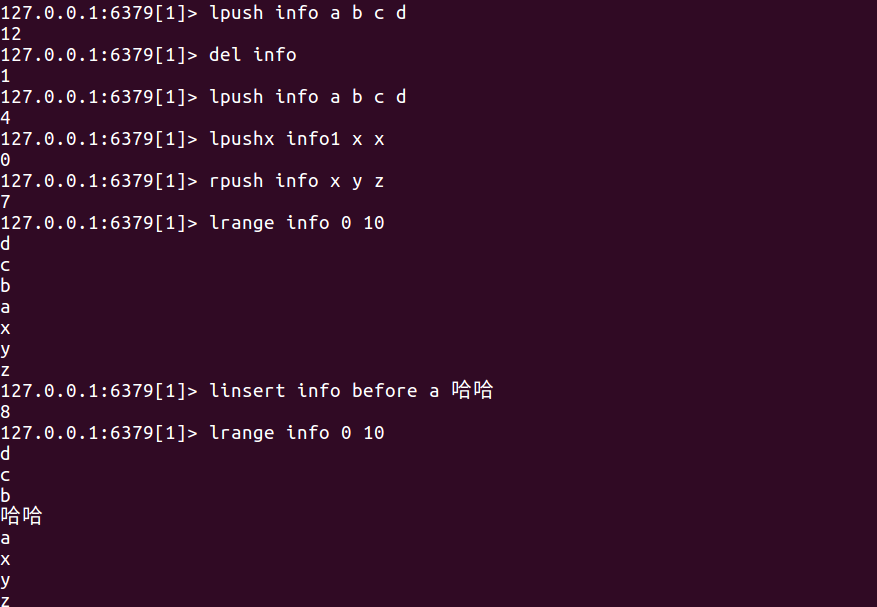 127.0.0.1:6379[1]> lpush info a b c d
12
127.0.0.1:6379[1]> del info
1
127.0.0.1:6379[1]> lpush info a b c d
4
127.0.0.1:6379[1]> lpushx info1 x x
0
127.0.0.1:6379[1]> rpush info x y z
7
127.0.0.1:6379[1]> lrange info 0 10
d
c
b
a
x
y
z
127.0.0.1:6379[1]> linsert info before a 哈哈
8
127.0.0.1:6379[1]> lrange info 0 10
d
c
b
哈哈
a
x
y
z